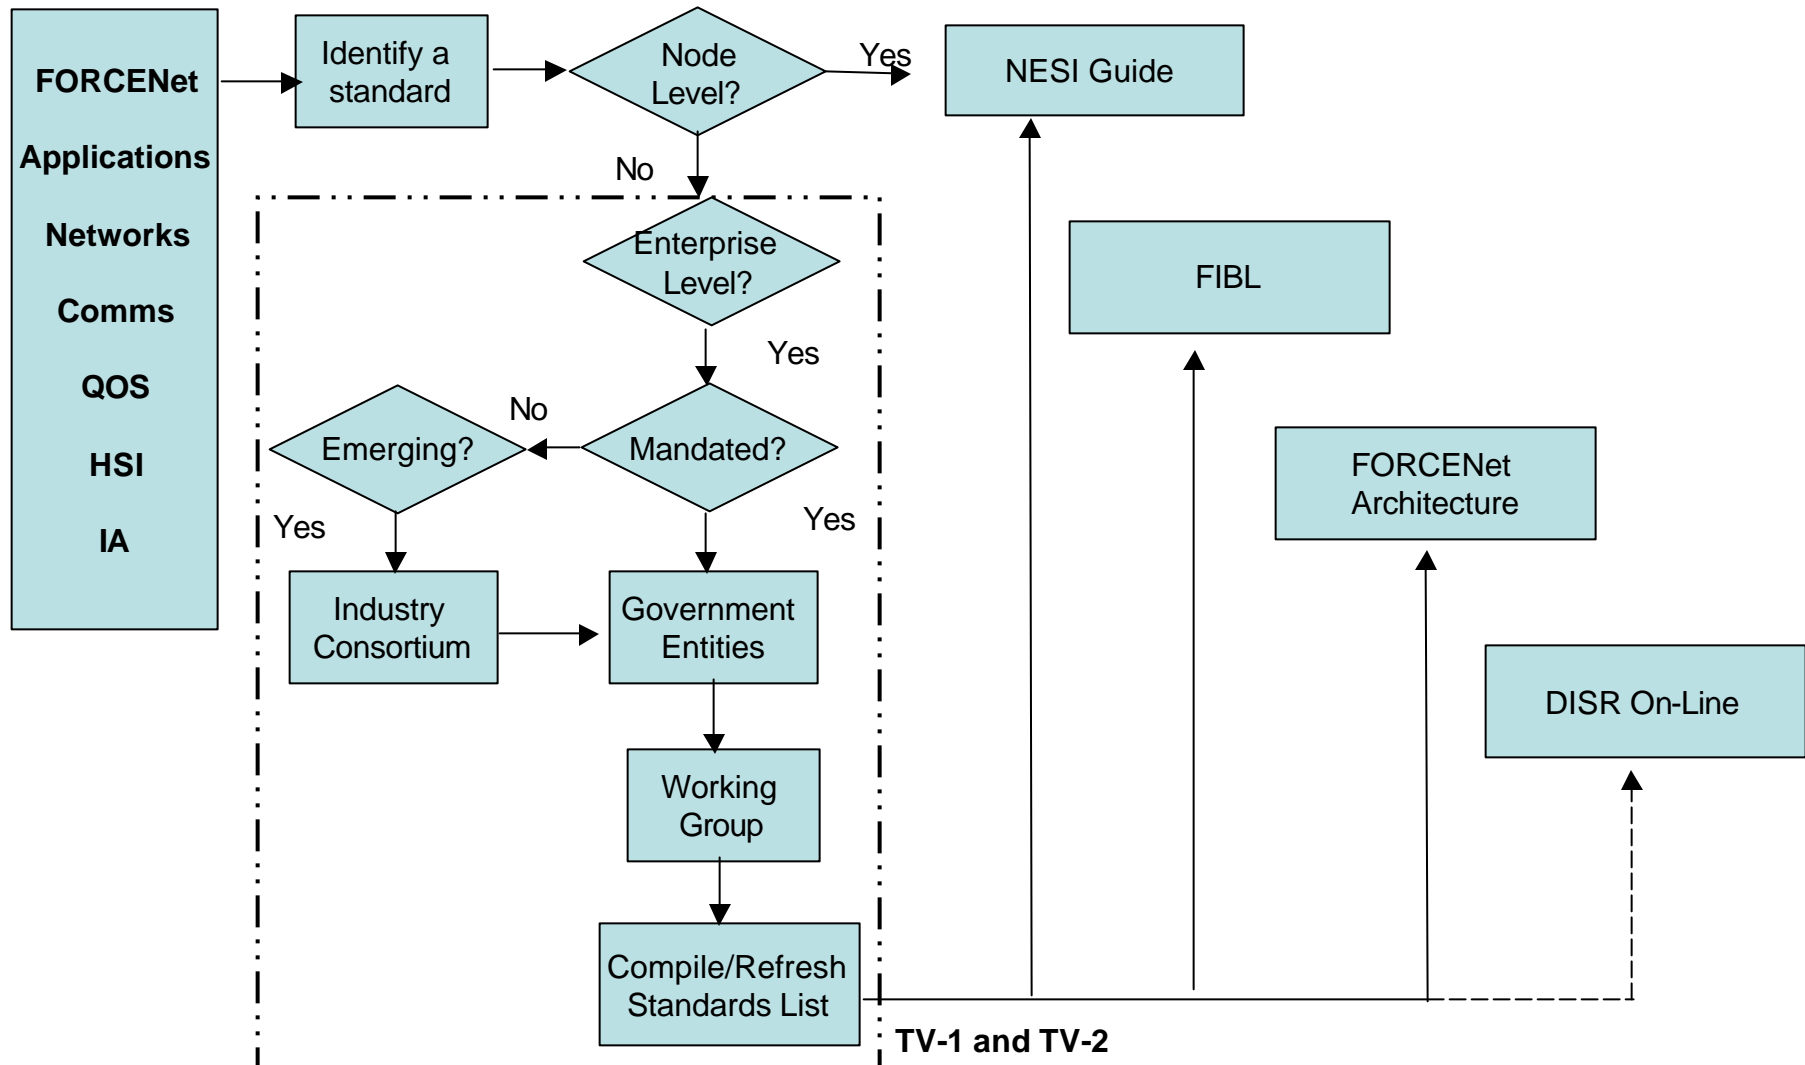 FORCENet
Applications
Networks
Comms
QOS
HSI
IA
Identify a
standard
Node
Level?
Yes
NESI Guide
No
Enterprise
Level?
FIBL
Yes
No
Emerging?
Mandated?
FORCENet
Architecture
Yes
Yes
Industry
Consortium
Government
Entities
DISR On-Line
Working
Group
Compile/Refresh
Standards List
TV-1 and TV-2